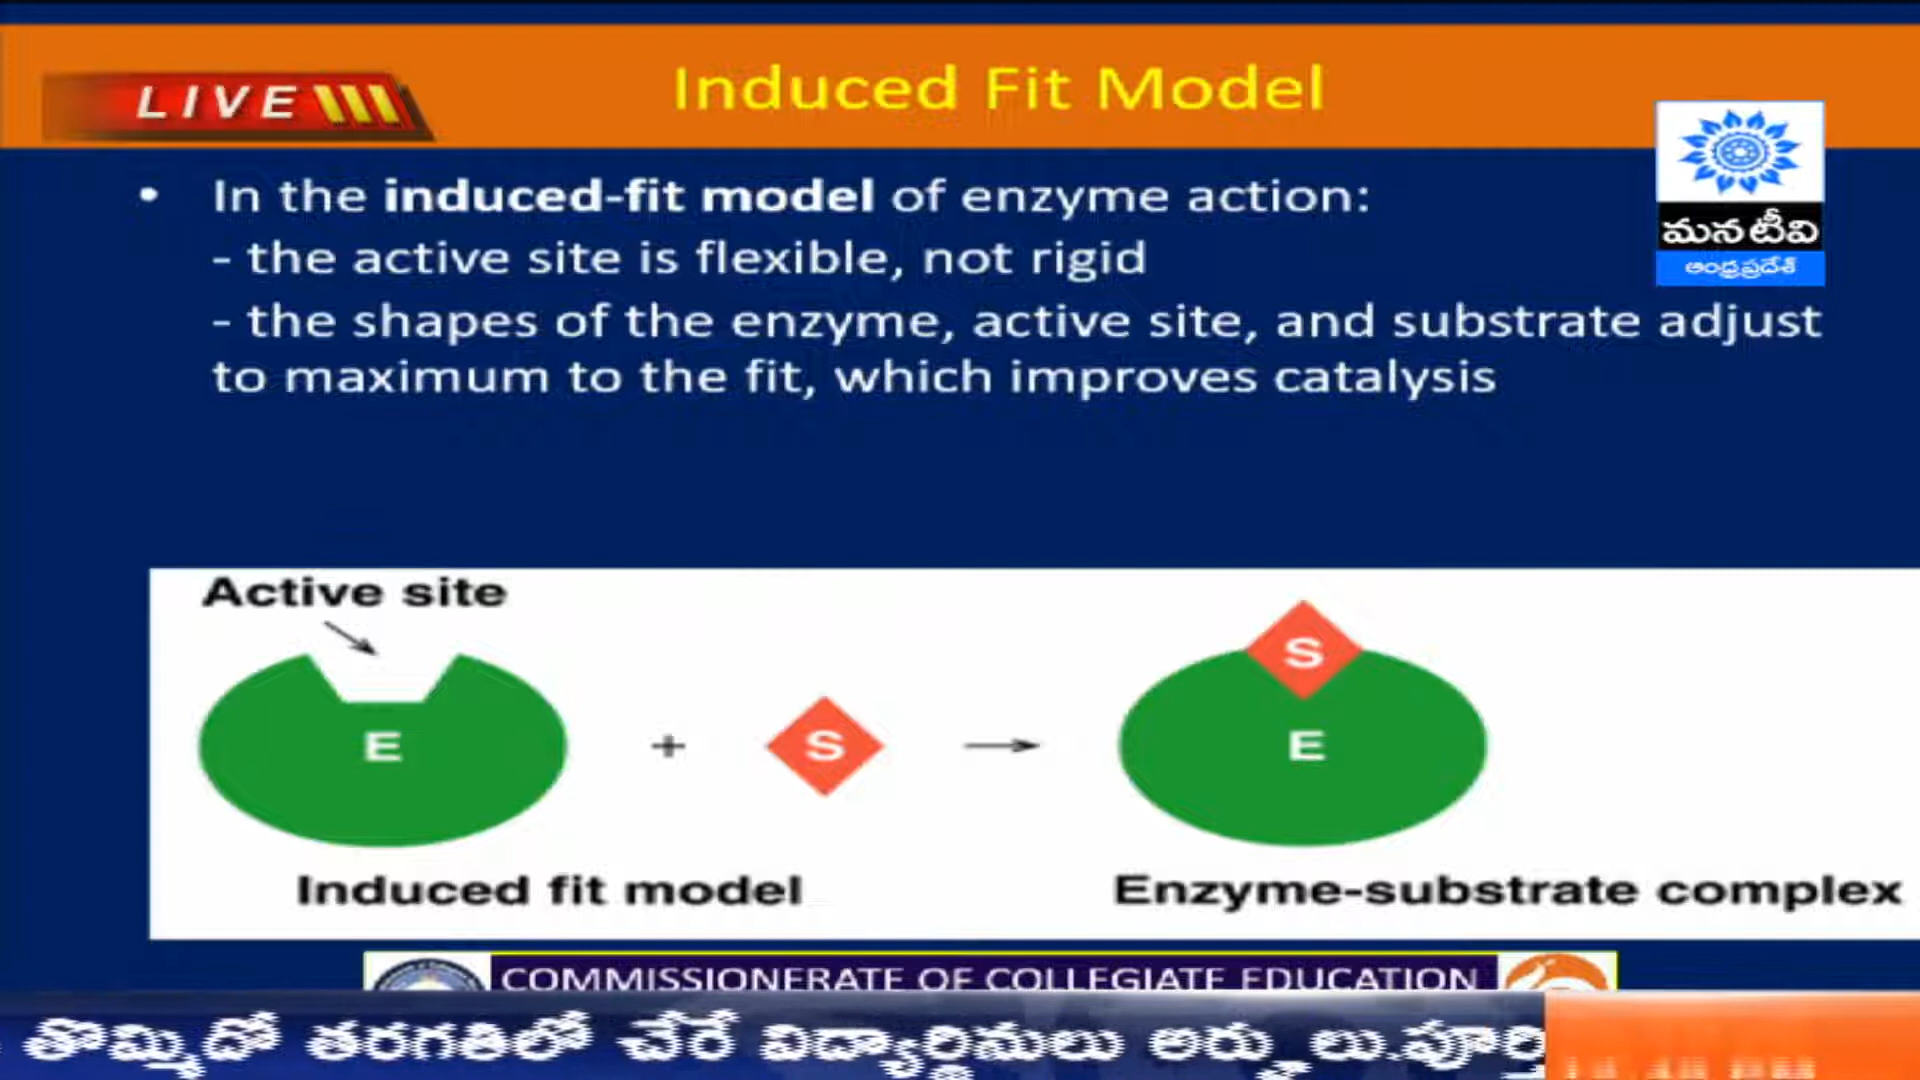 LIVE
Induced Fit Model
మన టీవి
ఆంధ్రప్రదేశ్
• In the induced-fit model of enzyme action:
- the active site is flexible, not rigid
- the shapes of the enzyme, active site, and substrate adjust
to maximum to the fit, which improves catalysis
Active site
E + S → S E
Induced fit model
Enzyme-substrate complex
COMMISSIONERATE OF COLLEGIATE EDUCATION
తొమ్మిదో తరగతిలో చేరే విద్యార్థినులు అర్హులు.పూర్తి